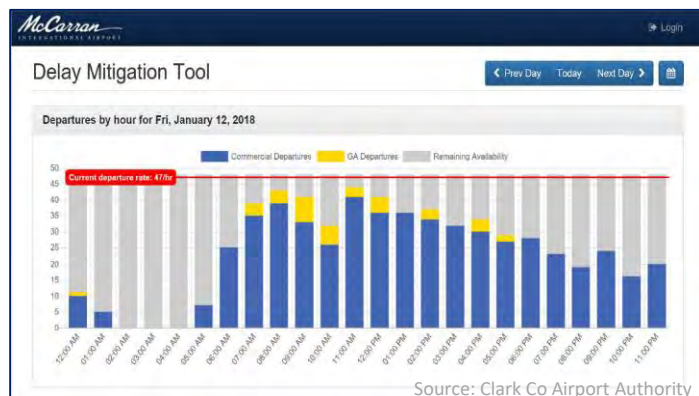 McCarran
INTERNATIONAL AIRPORT
Login
Delay Mitigation Tool
Prev Day Today Next Day
Departures by hour for Fri, January 12, 2018
Commercial Departures GA Departures Remaining Availability
Current departure rate: 47/hr
50
45
40
35
30
25
20
15
10
5
0
12:00 AM
01:00 AM
02:00 AM
03:00 AM
04:00 AM
05:00 AM
06:00 AM
07:00 AM
08:00 AM
09:00 AM
10:00 AM
11:00 AM
12:00 PM
01:00 PM
02:00 PM
03:00 PM
04:00 PM
05:00 PM
06:00 PM
07:00 PM
08:00 PM
09:00 PM
10:00 PM
11:00 PM
Source: Clark Co Airport Authority